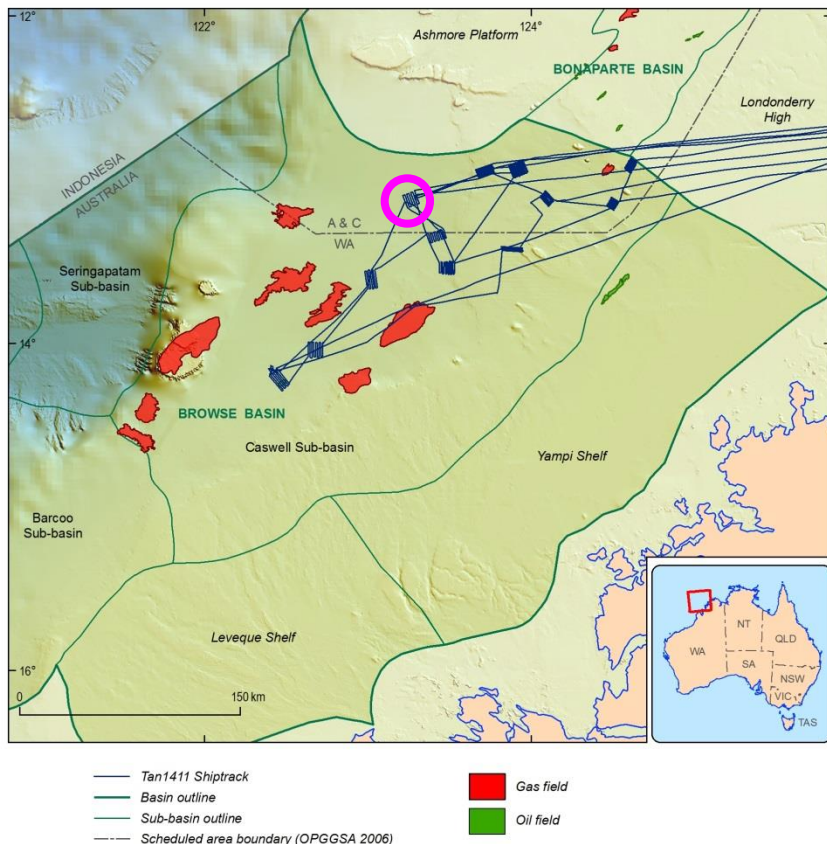 12°
122°
124°
Ashmore Platform
BONAPARTE BASIN
Londonderry
High
INDONESIA
AUSTRALIA
A & C
WA
Seringapatam
Sub-basin
14°
BROWSE BASIN
Caswell Sub-basin
Yampi Shelf
Barcoo
Sub-basin
Leveque Shelf
16°
0
150 km
WA
NT
QLD
SA
NSW
VIC
TAS
Tan1411 Shiptrack
Basin outline
Sub-basin outline
Scheduled area boundary (OPGGSA 2006)
Gas field
Oil field